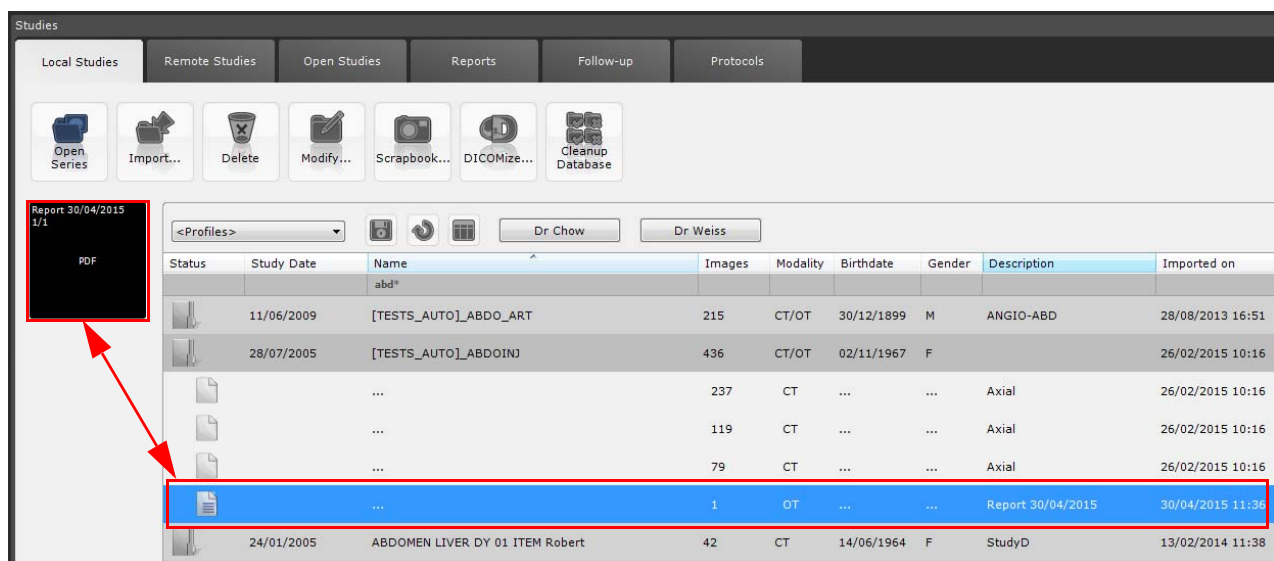 Studies
Local Studies Remote Studies Open Studies Reports Follow-up Protocols
Open Series Import... Delete Modify... Scrapbook... DICOMize... Cleanup Database
Report 30/04/2015
1/1
PDF
<Profiles> Dr Chow Dr Weiss
Status Study Date Name Images Modality Birthdate Gender Description Imported on
abd*
11/06/2009 [TESTS_AUTO]_ABDO_ART 215 CT/OT 30/12/1899 M ANGIO-ABD 28/08/2013 16:51
28/07/2005 [TESTS_AUTO]_ABDOINJ 436 CT/OT 02/11/1967 F 26/02/2015 10:16
... 237 CT ... ... Axial 26/02/2015 10:16
... 119 CT ... ... Axial 26/02/2015 10:16
... 79 CT ... ... Axial 26/02/2015 10:16
... 1 OT ... ... Report 30/04/2015 30/04/2015 11:36
24/01/2005 ABDOMEN LIVER DY 01 ITEM Robert 42 CT 14/06/1964 F StudyD 13/02/2014 11:38